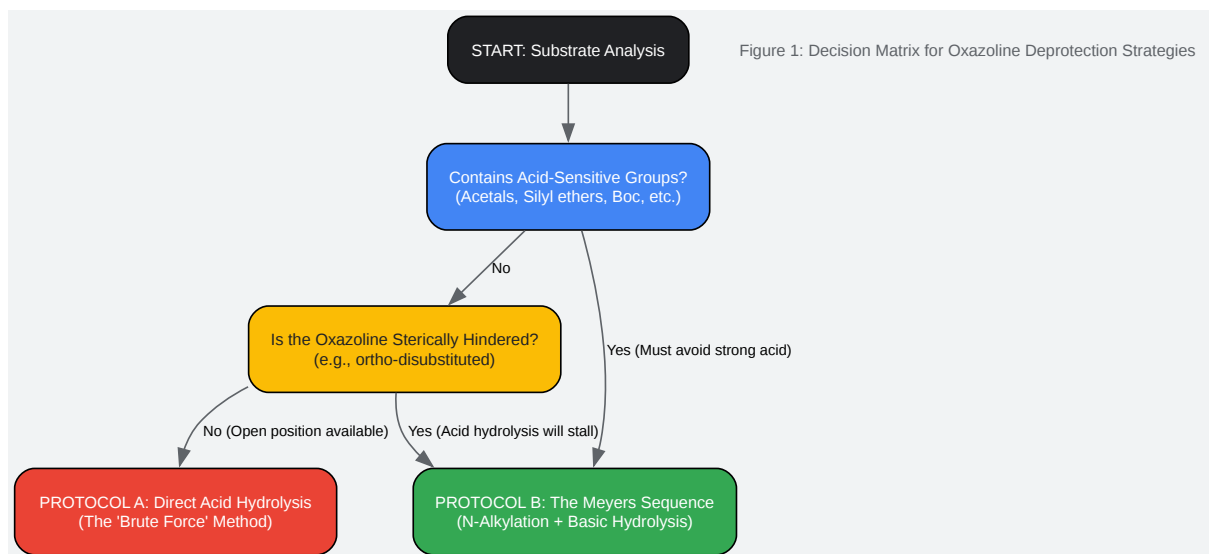 START: Substrate Analysis
Figure 1: Decision Matrix for Oxazoline Deprotection Strategies
Contains Acid-Sensitive Groups?
(Acetals, Silyl ethers, Boc, etc.)
No
Is the Oxazoline Sterically Hindered?
(e.g., ortho-disubstituted)
Yes (Must avoid strong acid)
No (Open position available)
Yes (Acid hydrolysis will stall)
PROTOCOL A: Direct Acid Hydrolysis
(The 'Brute Force' Method)
PROTOCOL B: The Meyers Sequence
(N-Alkylation + Basic Hydrolysis)